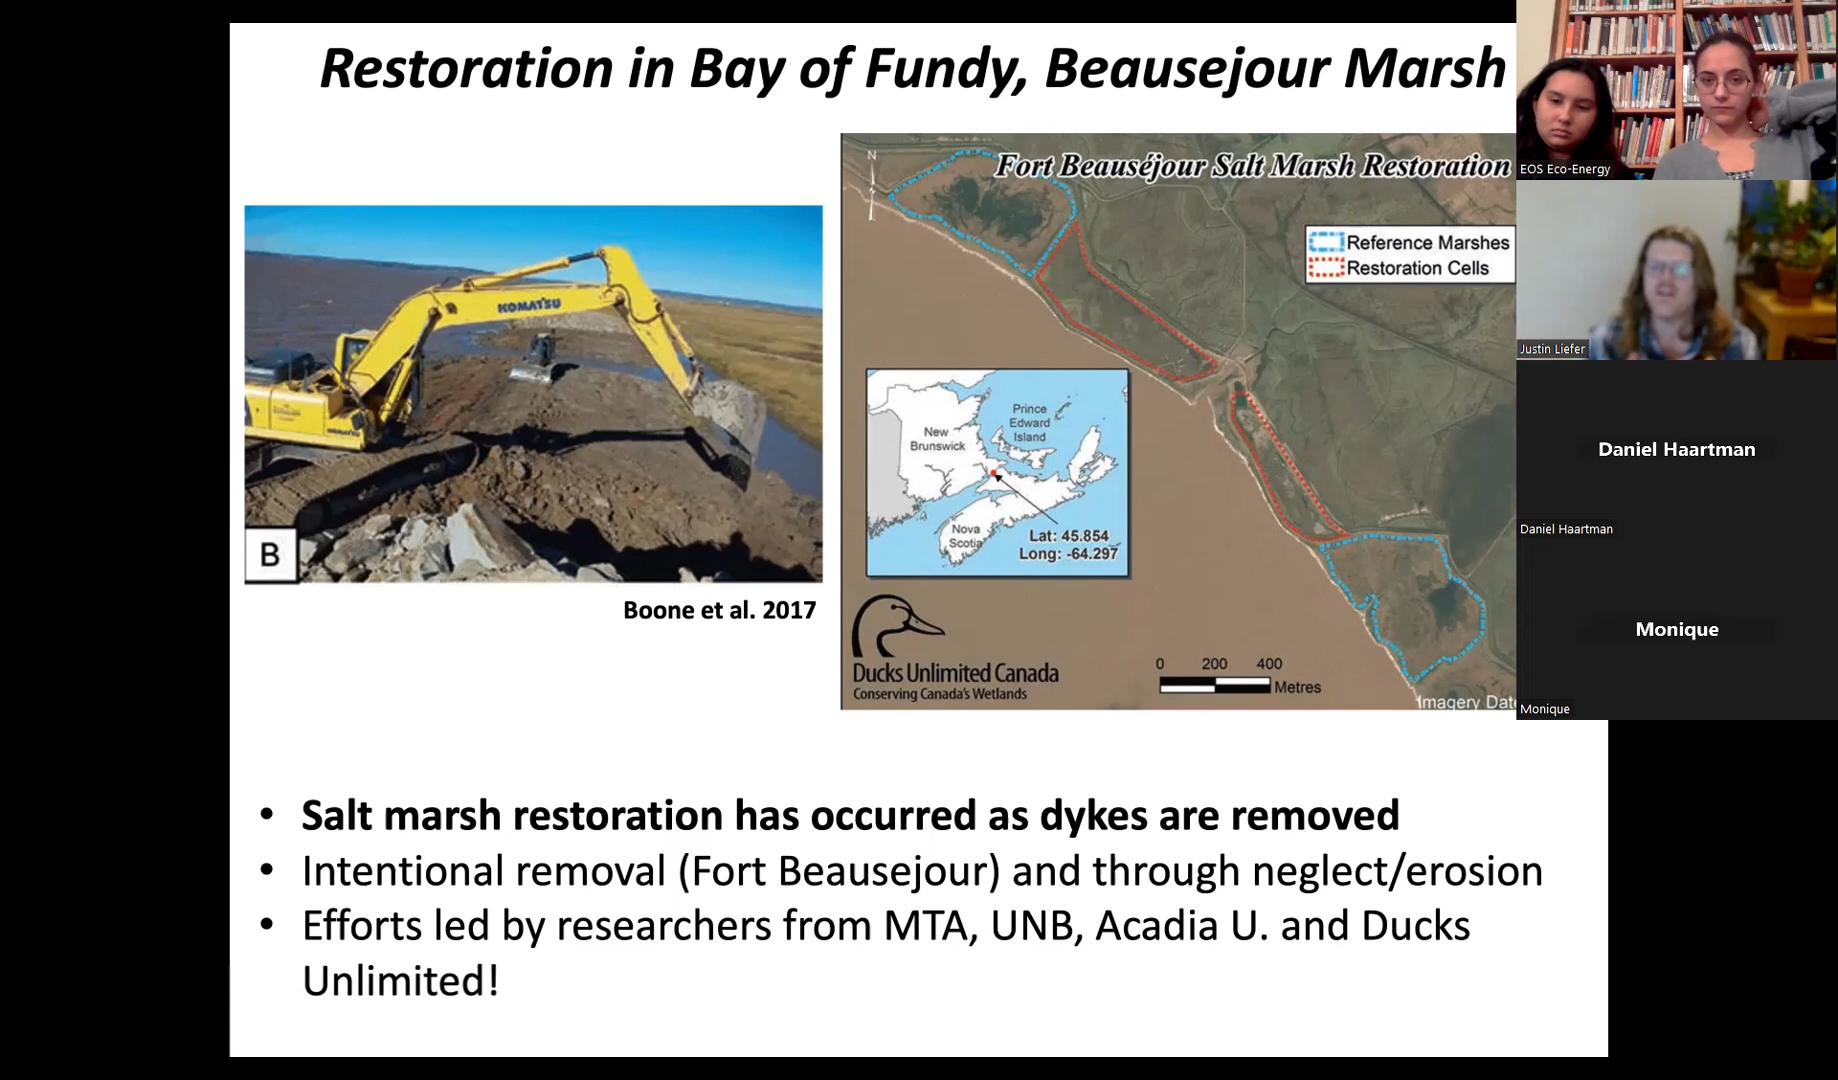 Restoration in Bay of Fundy, Beausejour Marsh
EOS Eco-Energy
Justin Liefer
Daniel Haartman
Daniel Haartman
Monique
Monique
KOMATSU
B
Boone et al. 2017
N
Fort Beauséjour Salt Marsh Restoration
Reference Marshes
Restoration Cells
New
Brunswick
Prince
Edward
Island
Nova
Scotia
Lat: 45.854
Long: -64.297
Ducks Unlimited Canada
Conserving Canada's Wetlands
0 200 400
Metres
Imagery
• Salt marsh restoration has occurred as dykes are removed
• Intentional removal (Fort Beausejour) and through neglect/erosion
• Efforts led by researchers from MTA, UNB, Acadia U. and Ducks
Unlimited!